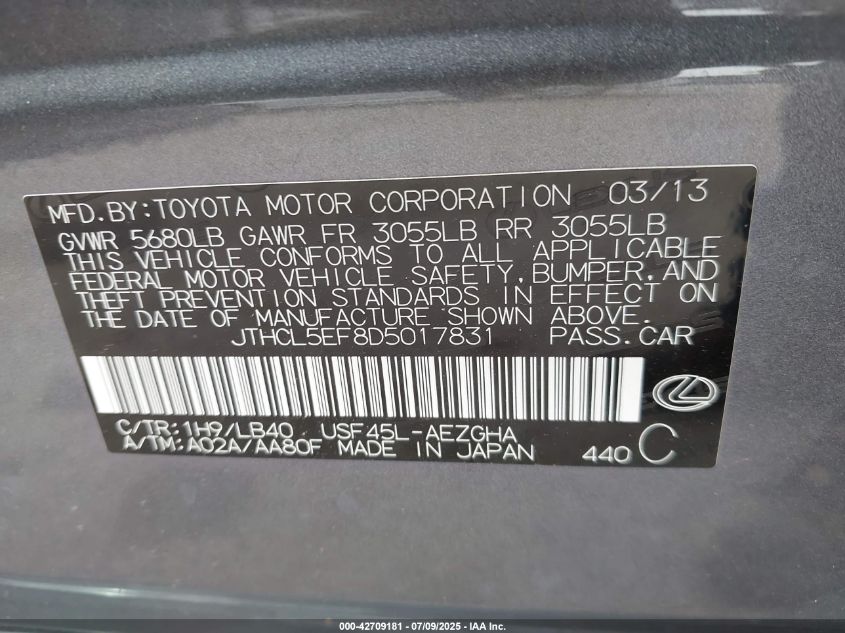 MFD.BY:TOYOTA MOTOR CORPORATION 03/13
GVWR 5680LB GAWR FR 3055LB RR 3055LB
THIS VEHICLE CONFORMS TO ALL APPLICABLE
FEDERAL MOTOR VEHICLE SAFETY, BUMPER, AND
THEFT PREVENTION STANDARDS IN EFFECT ON
THE DATE OF MANUFACTURE SHOWN ABOVE.
JTHCL5EF8D5017831 PASS.CAR
C/TR:1H9/LB40 USF45L-AEZGHA
A/TM:A02A/AA80F MADE IN JAPAN 440 C
000-42709181 / 07/09/2025 - IAA Inc.